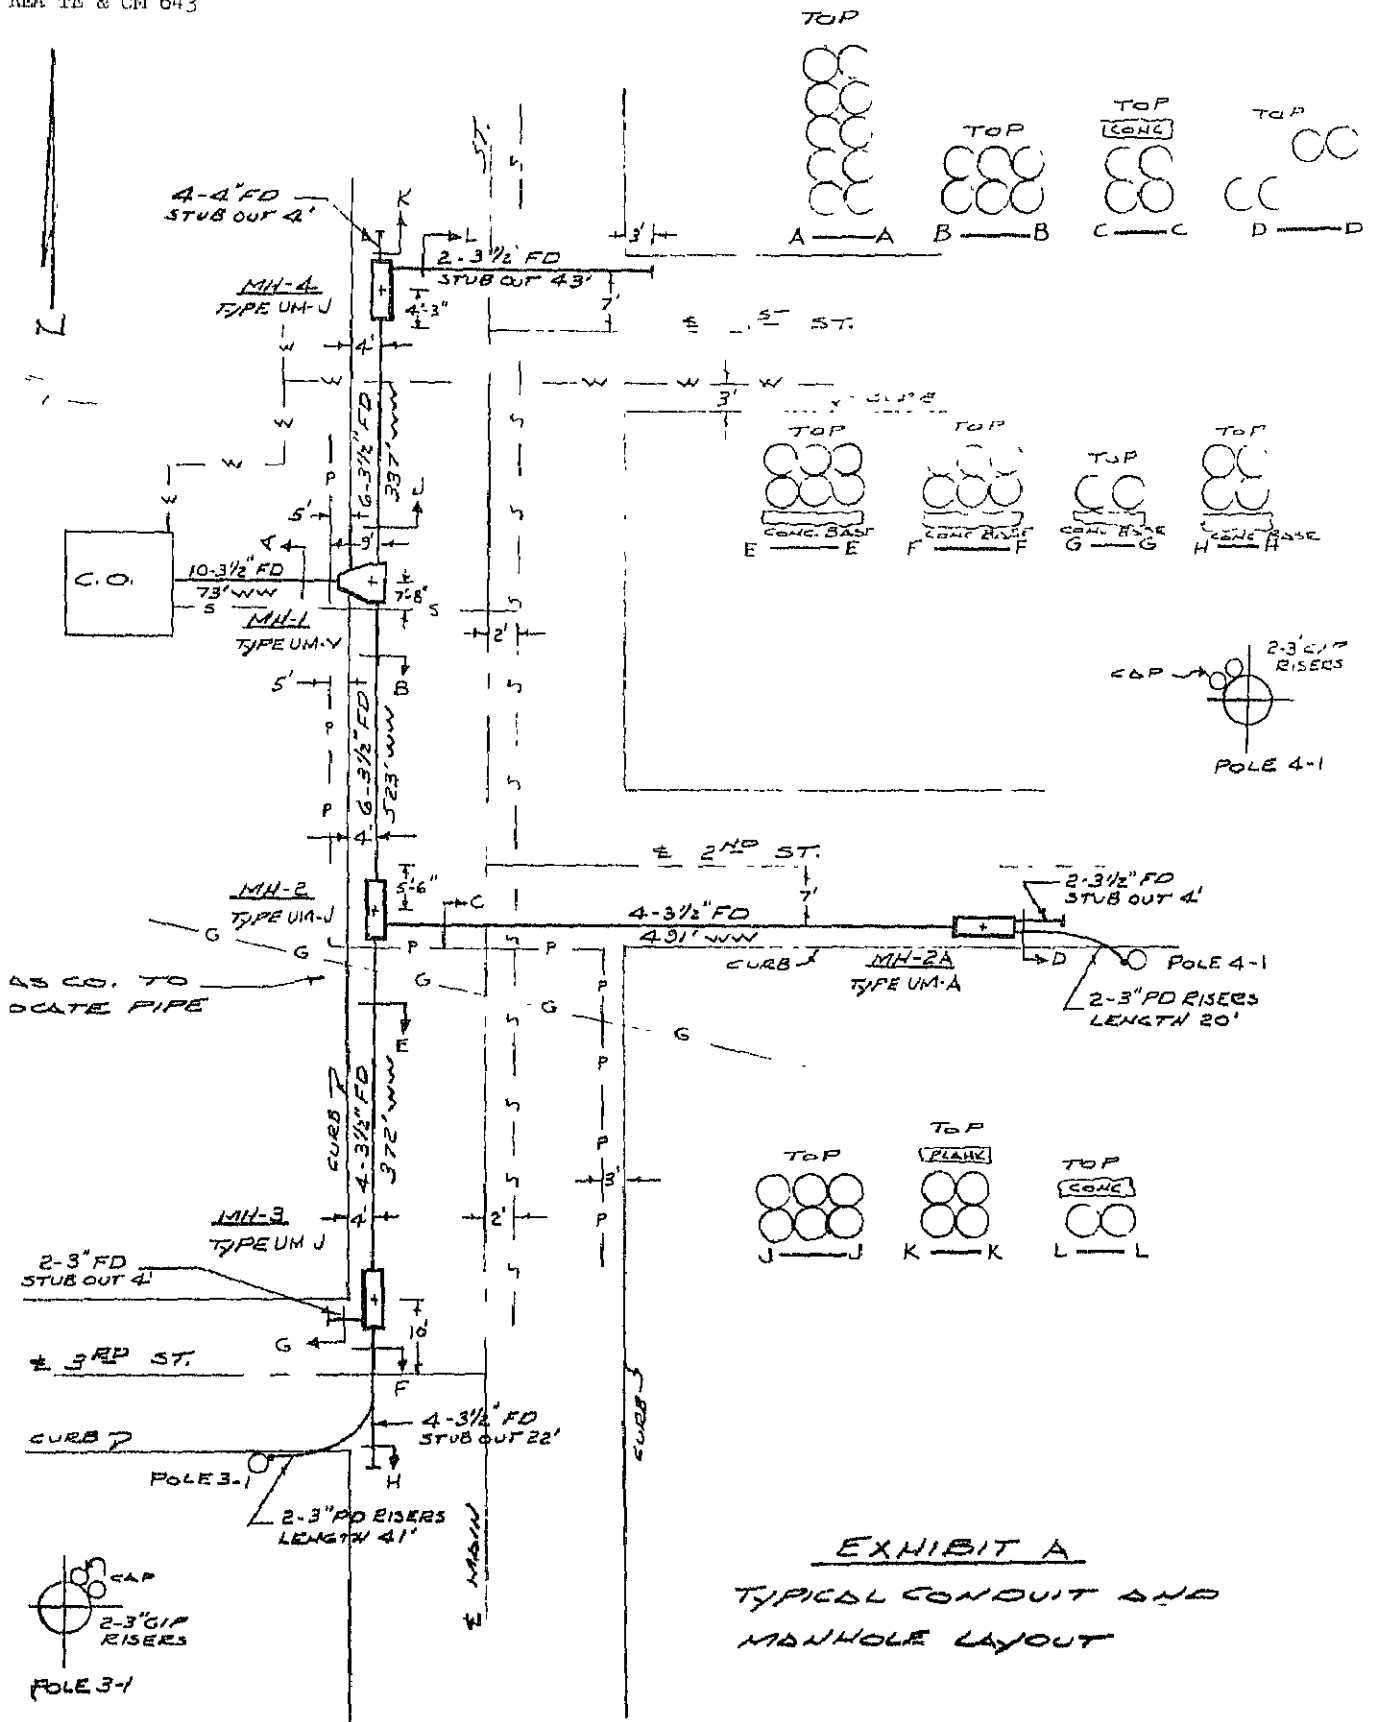 REA TE & CM 643
TOP
TOP
TOP
CONC
TOP
A A
B B
C C
D D
ST.
S
4-4" FD
STUB OUT 4'
K
L
3'
2-3½" FD
STUB OUT 43'
MH-4
TYPE UM-J
4'-3"
7'
ST.
Z
W
4'
W
W
W
W
W
3'
S
6-3½" FD
337' WW
W
W
W
P
5'
9'
J
A
S
C.O.
10-3½" FD
73' WW
S
7'-8"
S
S
MH-1
TYPE UM-V
2'
5'
B
S
TOP
TOP
TOP
TOP
CONC. BASE
CONC BASE
CONC BASE
CONC BASE
E E
F F
G G
H H
CAP
2-3" GIP
RISERS
POLE 4-1
P
P
6-3½" FD
523' WW
S
S
4'
2ND ST.
MH-2
TYPE UM-J
5'-6"
C
7'
4-3½" FD
491' WW
2-3½" FD
STUB OUT 4'
G
G
P
P
S
CURB
MH-2A
TYPE UM-A
D
POLE 4-1
2-3" PD RISERS
LENGTH 20'
AS CO. TO
OCATE PIPE
G
G
G
E
P
P
P
P
CURB
4-3½" FD
372' WW
S
S
S
MH-3
TYPE UM J
4'
2'
3'
TOP
TOP
PLANK
TOP
CONC
J J
K K
L L
2-3" FD
STUB OUT 4'
S
10'
G
F
3RD ST.
4-3½" FD
STUB OUT 22'
CURB
CURB
POLE 3-1
H
2-3" PD RISERS
LENGTH 41'
MAIN
CAP
2-3" GIP
RISERS
POLE 3-1
EXHIBIT A
TYPICAL CONDUIT AND
MANHOLE LAYOUT